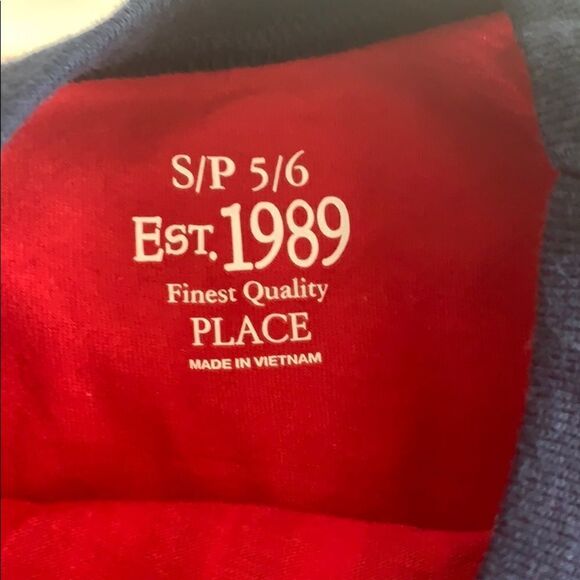 S/P 5/6
EST. 1989
Finest Quality
PLACE
MADE IN VIETNAM